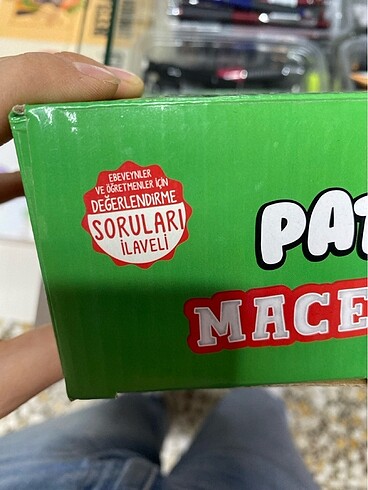 EBEVEYNLER
VE ÖĞRETMENLER İÇİN
DEĞERLENDİRME
SORULARI
İLAVELİ
PAT
MACE